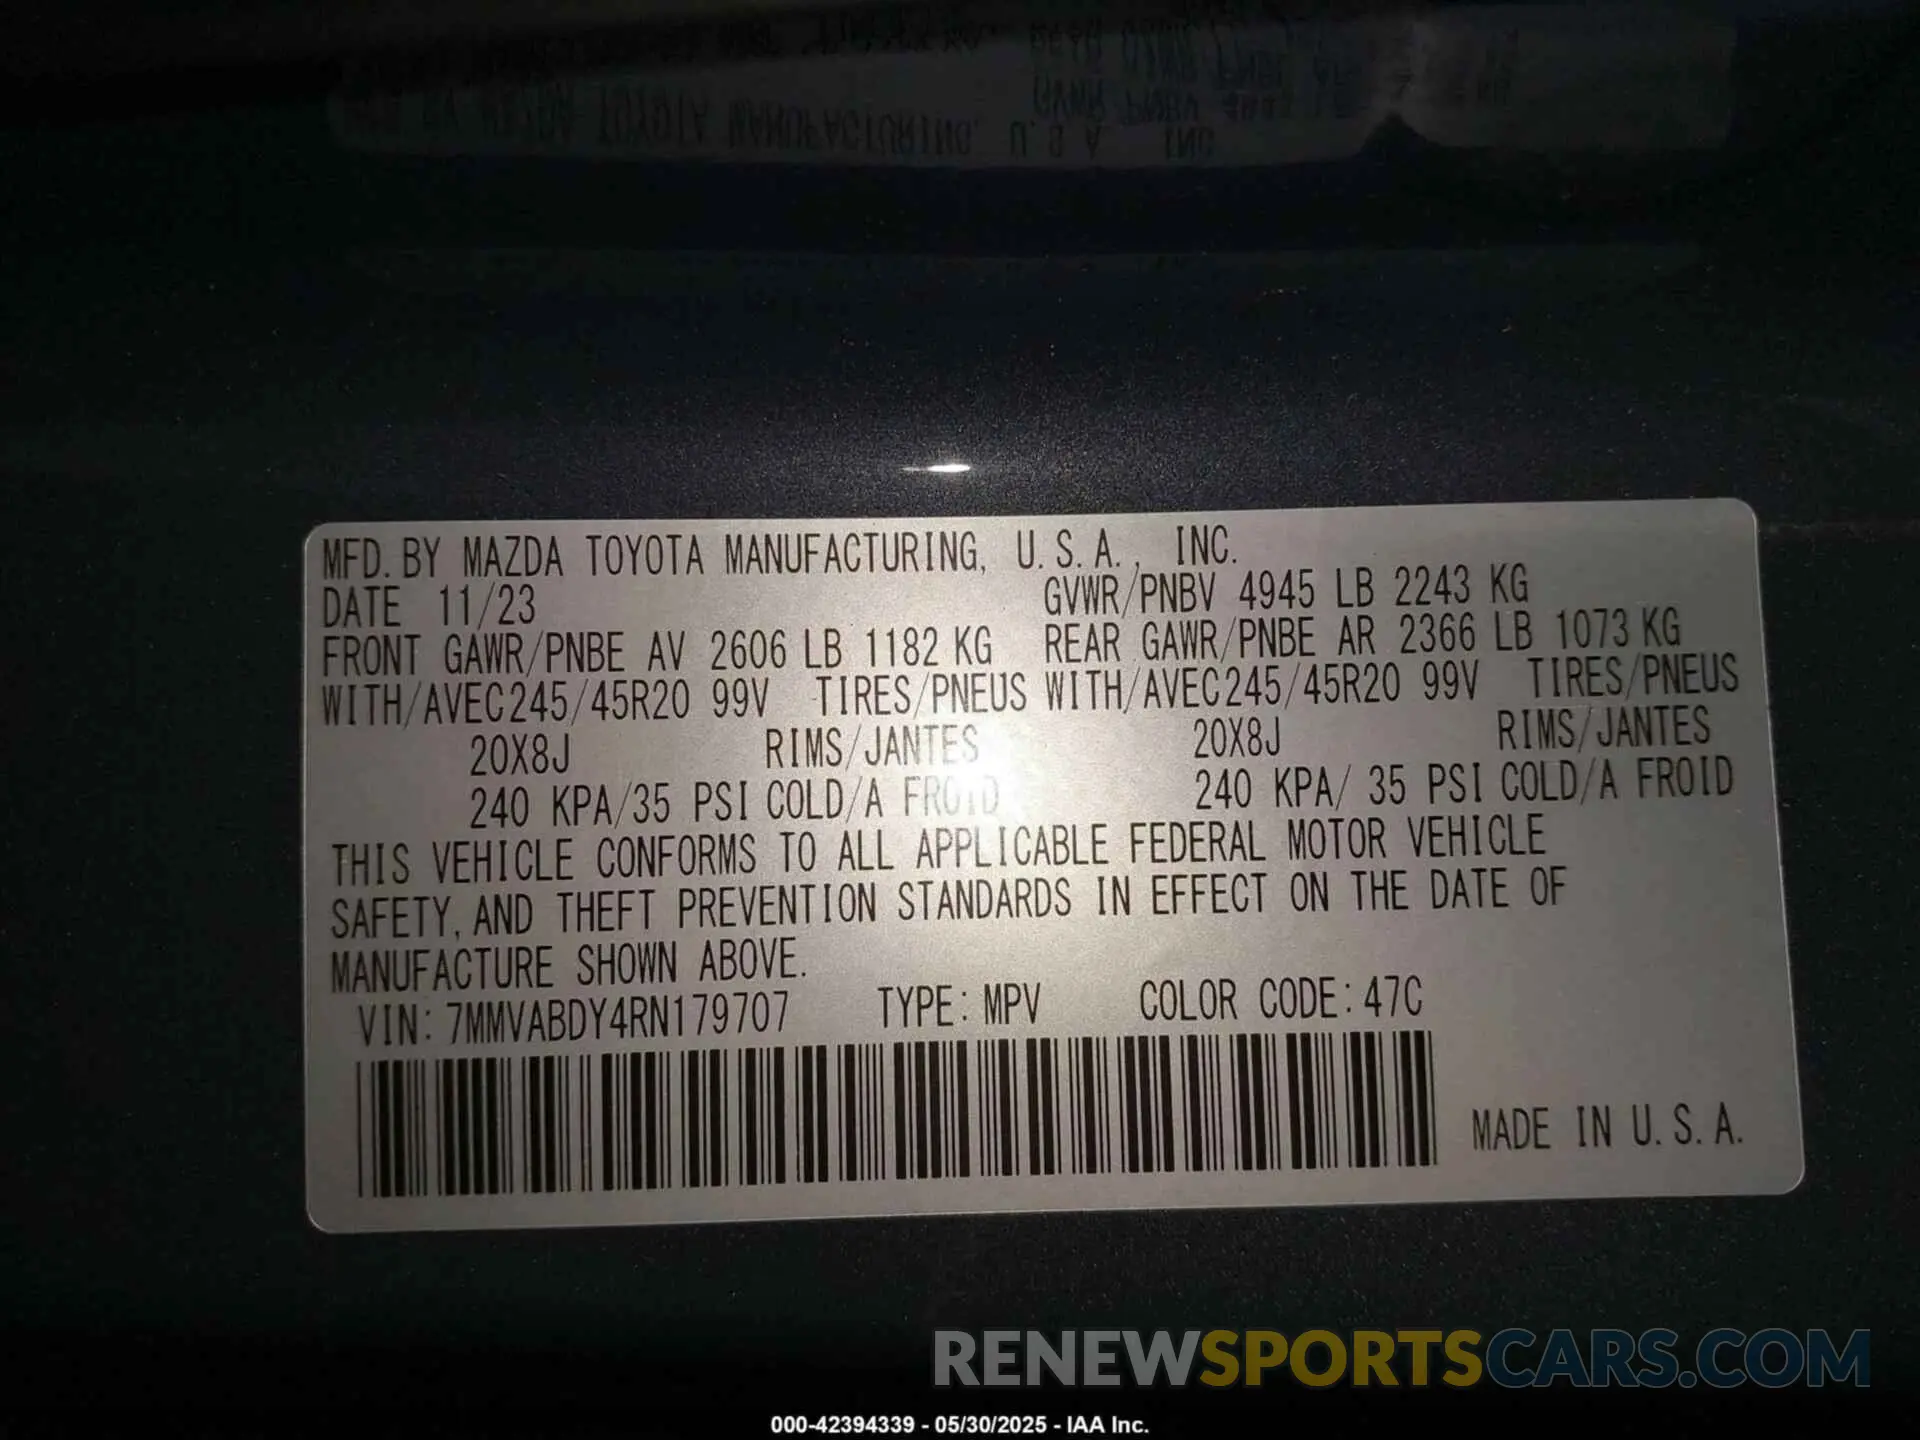 MFD. BY MAZDA TOYOTA MANUFACTURING, U.S.A., INC.
DATE 11/23 GVWR/PNBV 4945 LB 2243 KG
FRONT GAWR/PNBE AV 2606 LB 1182 KG REAR GAWR/PNBE AR 2366 LB 1073 KG
WITH/AVEC 245/45R20 99V TIRES/PNEUS WITH/AVEC 245/45R20 99V TIRES/PNEUS
20X8J RIMS/JANTES 20X8J RIMS/JANTES
240 KPA/35 PSI COLD/A FROID 240 KPA/ 35 PSI COLD/A FROID
THIS VEHICLE CONFORMS TO ALL APPLICABLE FEDERAL MOTOR VEHICLE
SAFETY, AND THEFT PREVENTION STANDARDS IN EFFECT ON THE DATE OF
MANUFACTURE SHOWN ABOVE.
VIN: 7MMVABDY4RN179707 TYPE: MPV COLOR CODE: 47C
MADE IN U.S.A.
RENEWSPORTSCARS.COM
000-42394339 - 05/30/2025 - IAA Inc.